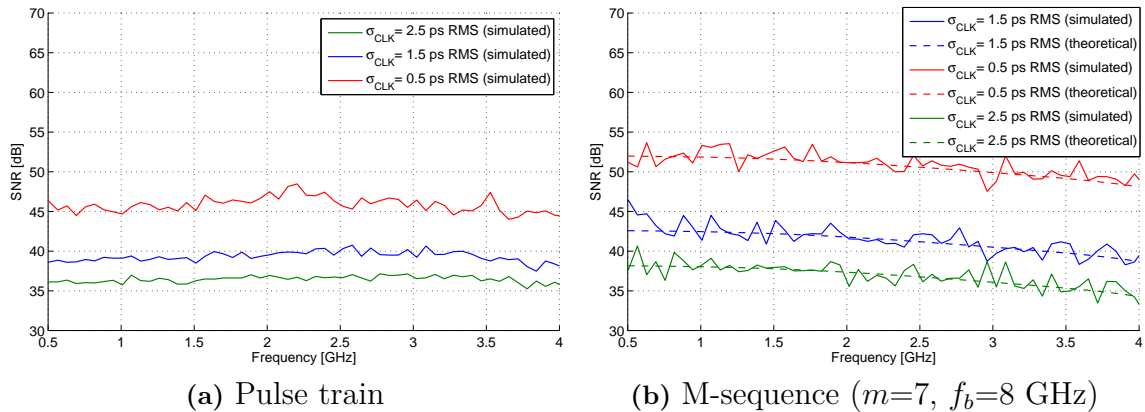 70
65
60
55
50
45
40
35
30
SNR [dB]
0.5 1 1.5 2 2.5 3 3.5 4
Frequency [GHz]
σCLK= 2.5 ps RMS (simulated)
σCLK= 1.5 ps RMS (simulated)
σCLK= 0.5 ps RMS (simulated)
(a) Pulse train
70
65
60
55
50
45
40
35
30
SNR [dB]
0.5 1 1.5 2 2.5 3 3.5 4
Frequency [GHz]
σCLK= 1.5 ps RMS (simulated)
σCLK= 1.5 ps RMS (theoretical)
σCLK= 0.5 ps RMS (simulated)
σCLK= 0.5 ps RMS (theoretical)
σCLK= 2.5 ps RMS (simulated)
σCLK= 2.5 ps RMS (theoretical)
(b) M-sequence (m=7, fb=8 GHz)